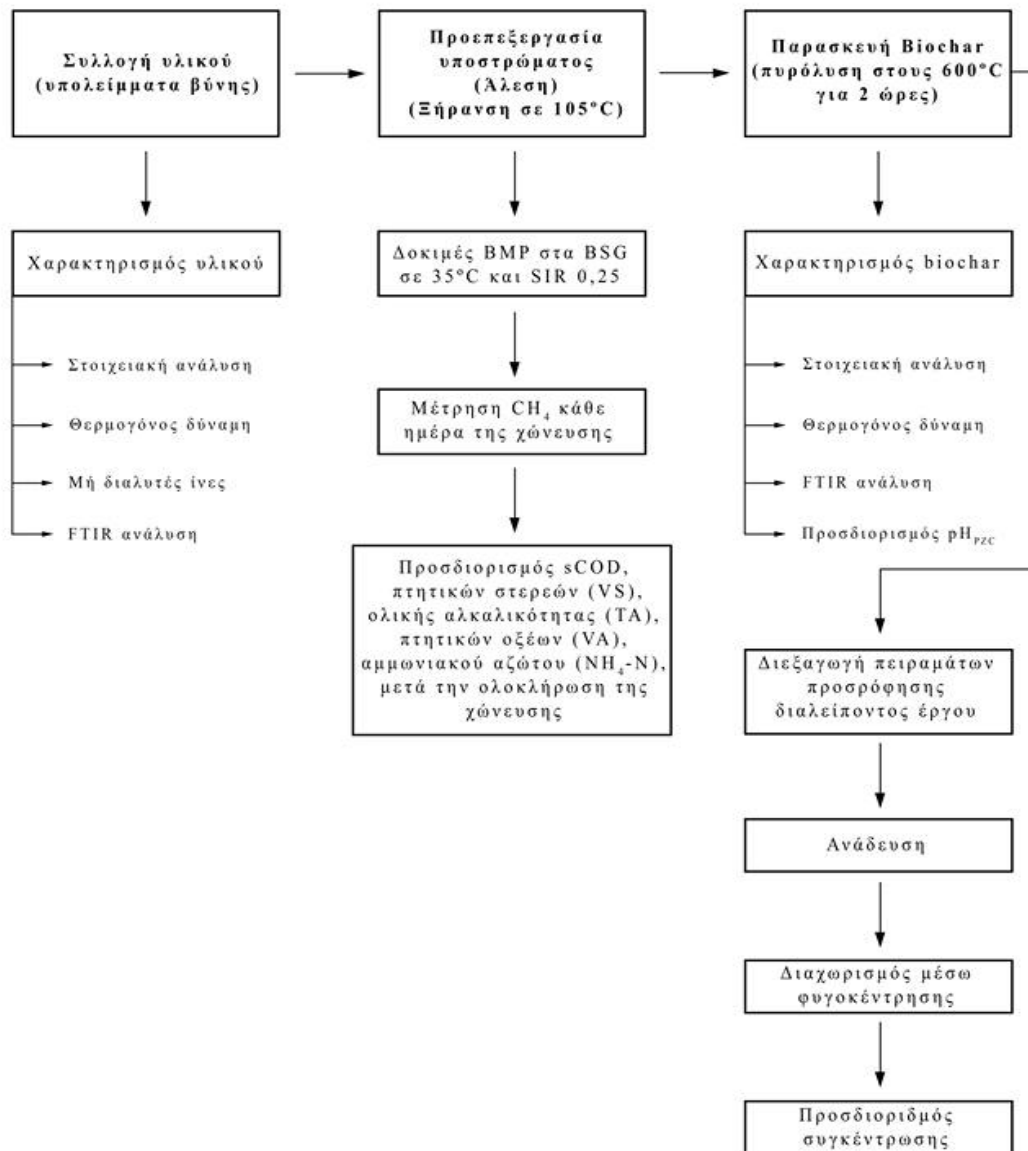 Συλλογή υλικού
(υπολείμματα βύνης)
Προεπεξεργασία
υποστρώματος
(Άλεση)
(Ξήρανση σε 105°C)
Παρασκευή Biochar
(πυρόλυση στους 600°C
για 2 ώρες)
Χαρακτηρισμός υλικού
Στοιχειακή ανάλυση
Θερμογόνος δύναμη
Μή διαλυτές ίνες
FTIR ανάλυση
Δοκιμές BMP στα BSG
σε 35°C και SIR 0,25
Μέτρηση CH₄ κάθε
ημέρα της χώνευσης
Προσδιορισμός sCOD,
πτητικών στερεών (VS),
ολικής αλκαλικότητας (TA),
πτητικών οξέων (VA),
αμμωνιακού αζώτου (NH₄-N),
μετά την ολοκλήρωση της
χώνευσης
Χαρακτηρισμός biochar
Στοιχειακή ανάλυση
Θερμογόνος δύναμη
FTIR ανάλυση
Προσδιορισμός pH_PZC
Διεξαγωγή πειραμάτων
προσρόφησης
διαλείποντος έργου
Ανάδευση
Διαχωρισμός μέσω
φυγοκέντρησης
Προσδιοριδμός
συγκέντρωσης